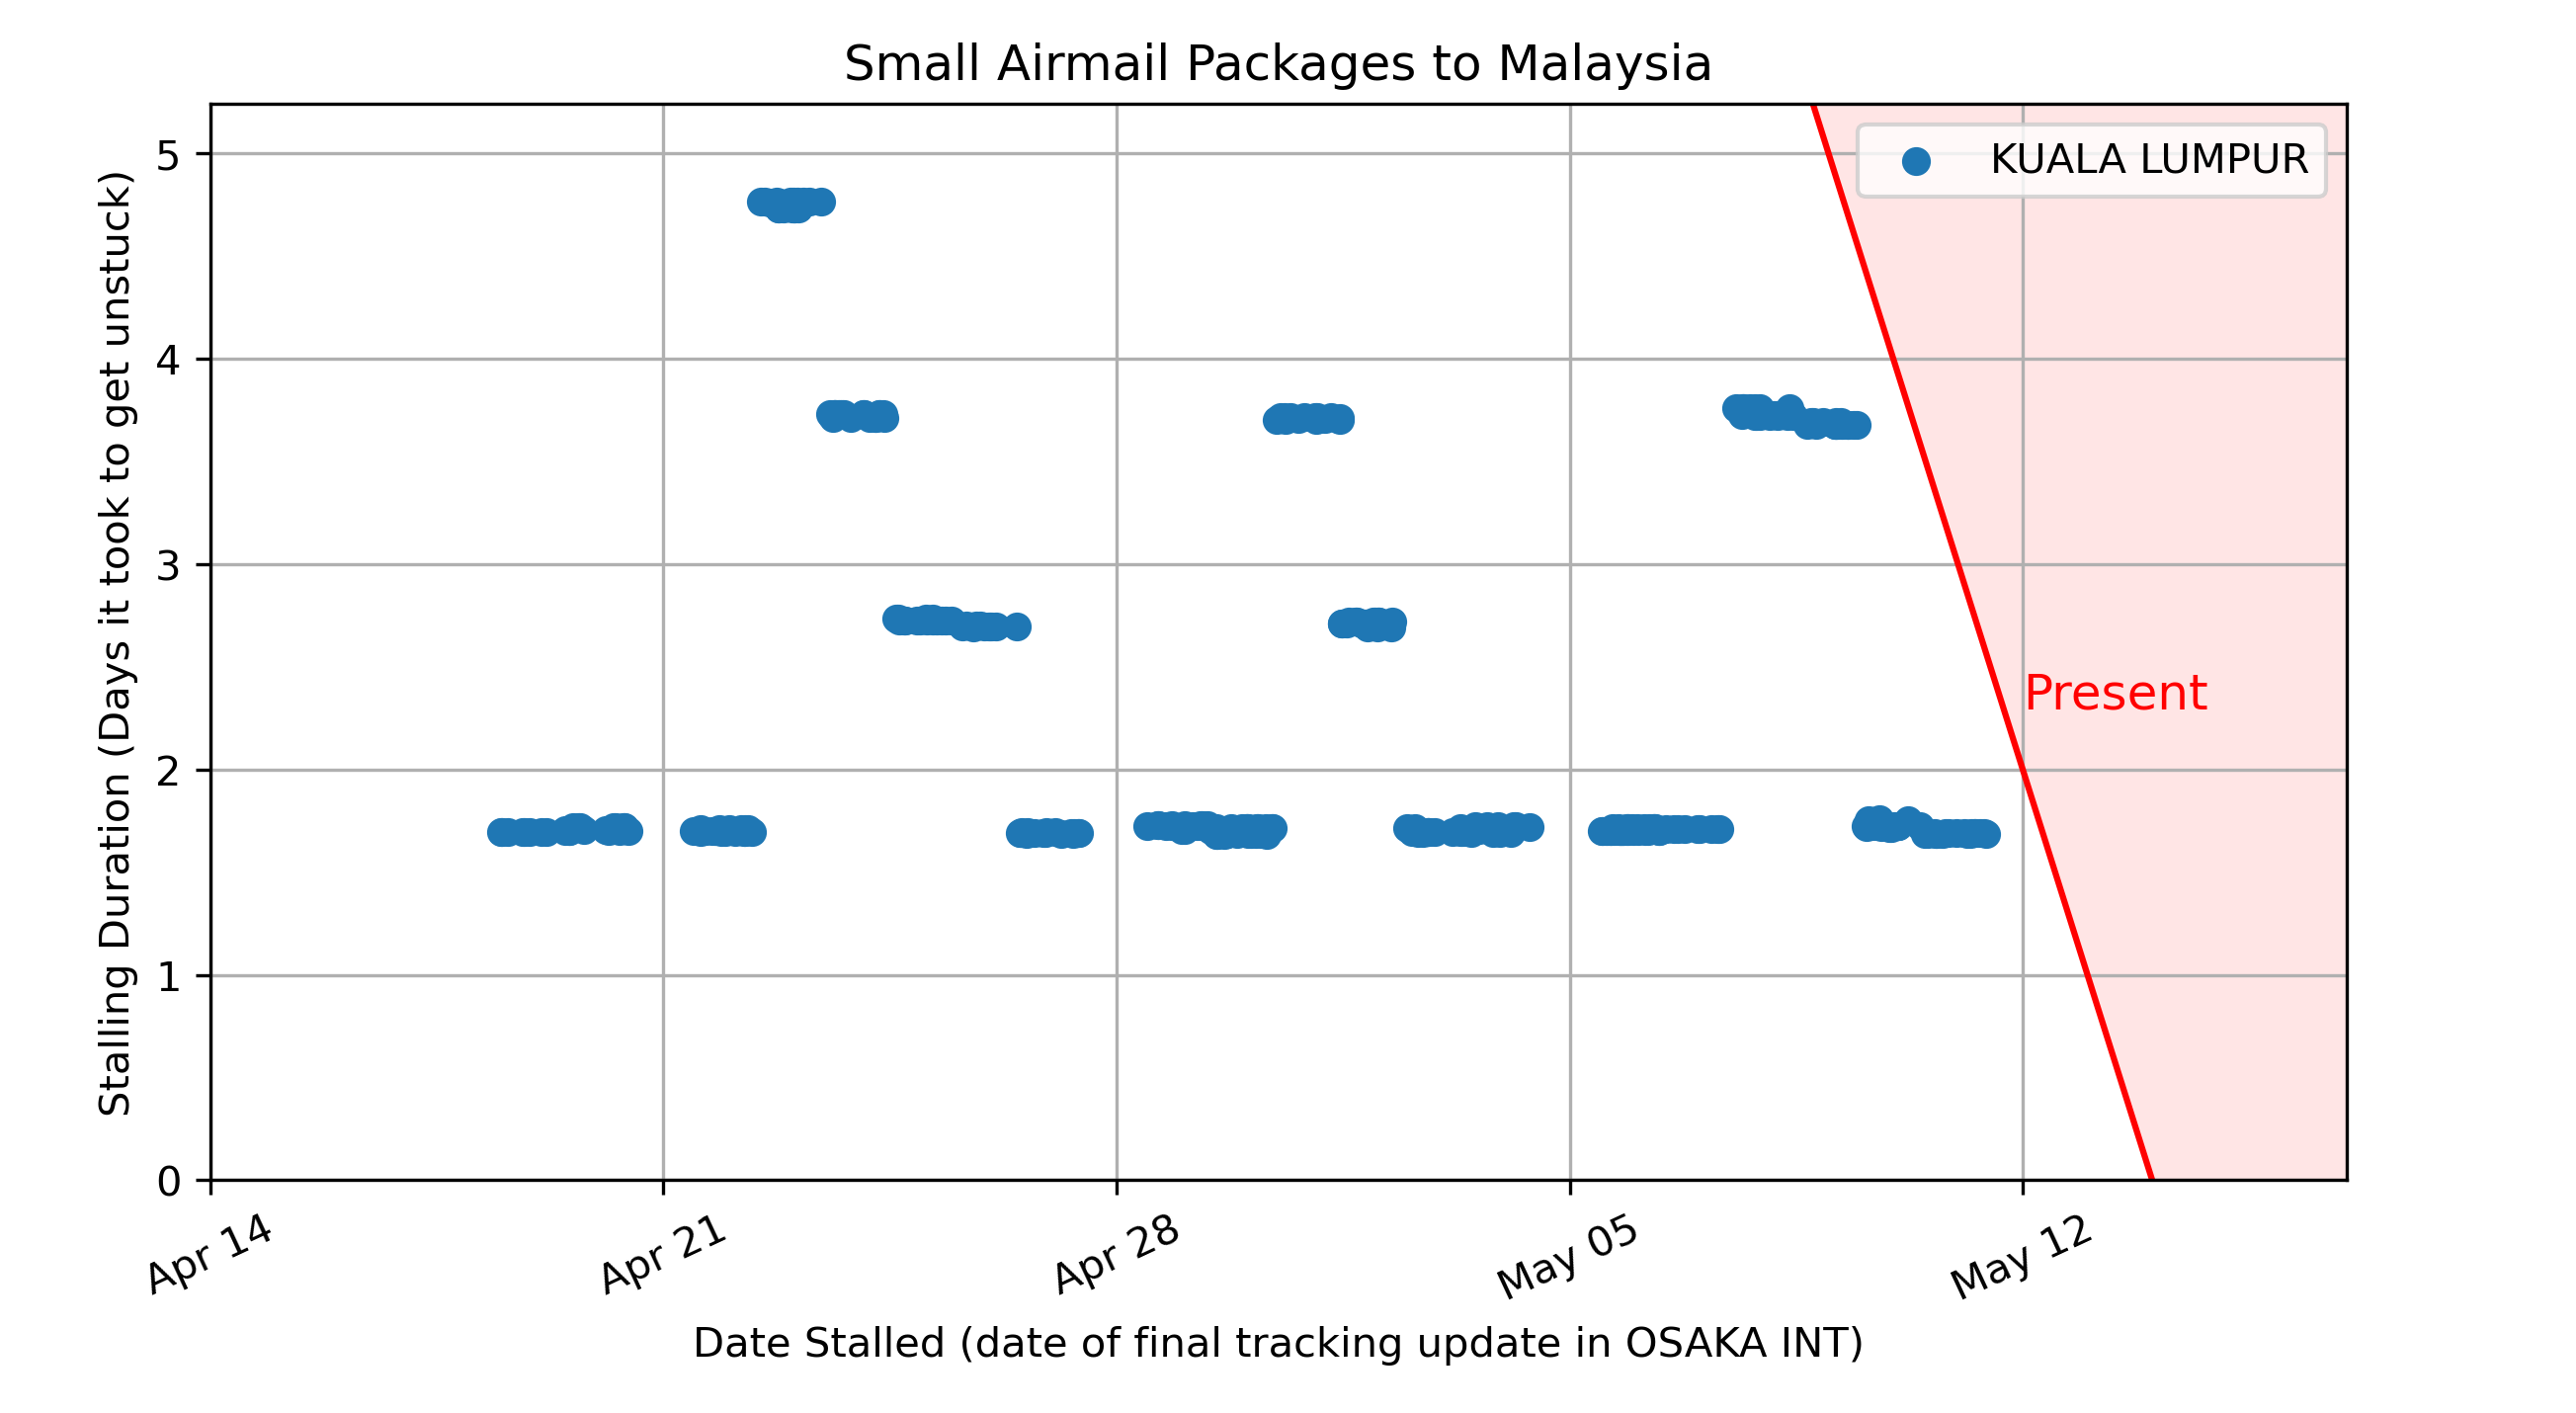 Small Airmail Packages to Malaysia
KUALA LUMPUR
Stalling Duration (Days it took to get unstuck)
5
4
3
2
1
0
Present
Apr 14
Apr 21
Apr 28
May 05
May 12
Date Stalled (date of final tracking update in OSAKA INT)